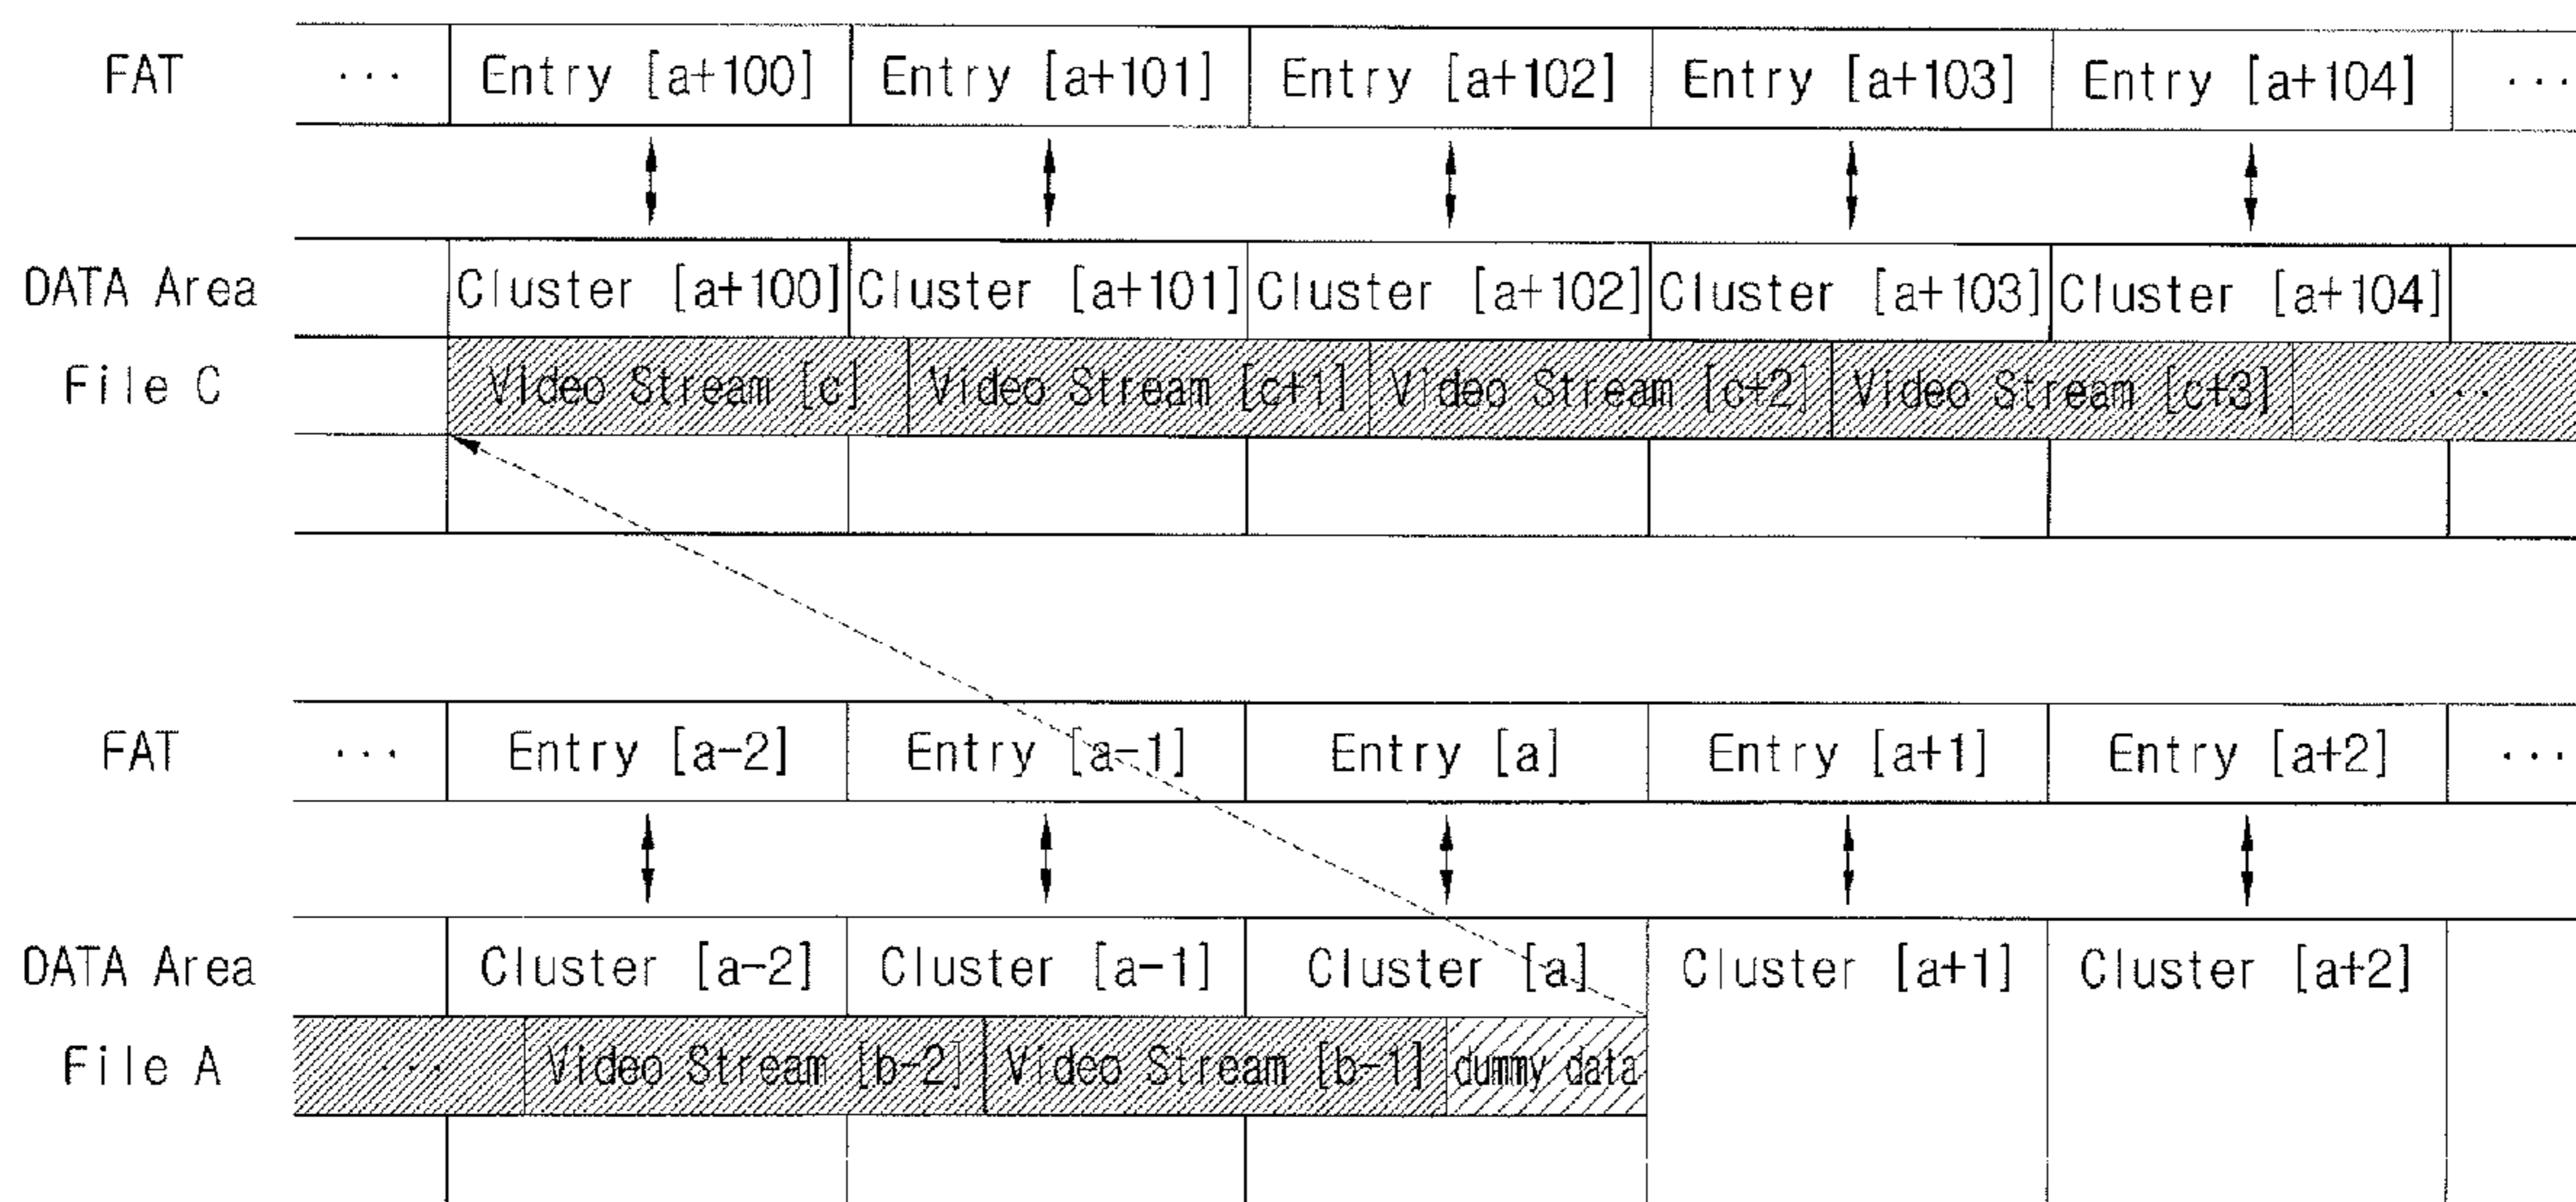 FAT ... Entry [a+100] Entry [a+101] Entry [a+102] Entry [a+103] Entry [a+104] ...
DATA Area Cluster [a+100] Cluster [a+101] Cluster [a+102] Cluster [a+103] Cluster [a+104]
File C Video Stream [c] Video Stream [c+1] Video Stream [c+2] Video Stream [c+3] ...
FAT ... Entry [a-2] Entry [a-1] Entry [a] Entry [a+1] Entry [a+2] ...
DATA Area Cluster [a-2] Cluster [a-1] Cluster [a] Cluster [a+1] Cluster [a+2]
File A ... Video Stream [b-2] Video Stream [b-1] dummy data